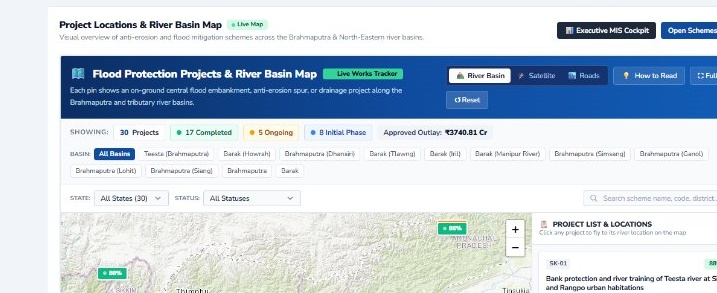 Project Locations & River Basin Map
Live Map
Visual overview of anti-erosion and flood mitigation schemes across the Brahmaputra & North-Eastern river basins.
Executive MIS Cockpit
Open Schemes
Flood Protection Projects & River Basin Map
Live Works Tracker
Each pin shows an on-ground central flood embankment, anti-erosion spur, or drainage project along the
Brahmaputra and tributary river basins.
River Basin
Satellite
Roads
How to Read
Full
Reset
SHOWING: 30 Projects 17 Completed 5 Ongoing 8 Initial Phase Approved Outlay: ₹3740.81 Cr
BASIN: All Basins Teesta (Brahmaputra) Barak (Howrah) Brahmaputra (Dhansiri) Barak (Tlawng) Barak (Iril) Barak (Manipur River) Brahmaputra (Simsang) Brahmaputra (Ganol)
Brahmaputra (Lohit) Brahmaputra (Siang) Brahmaputra Barak
STATE: All States (30) STATUS: All Statuses
Search scheme name, code, district..
88%
ARUNACHAL
PRADESH
+
−
88%
Thimphu
Tinsukia
PROJECT LIST & LOCATIONS
Click any project to fly to its river location on the map
SK-01
Bank protection and river training of Teesta river at S
and Rangpo urban habitations